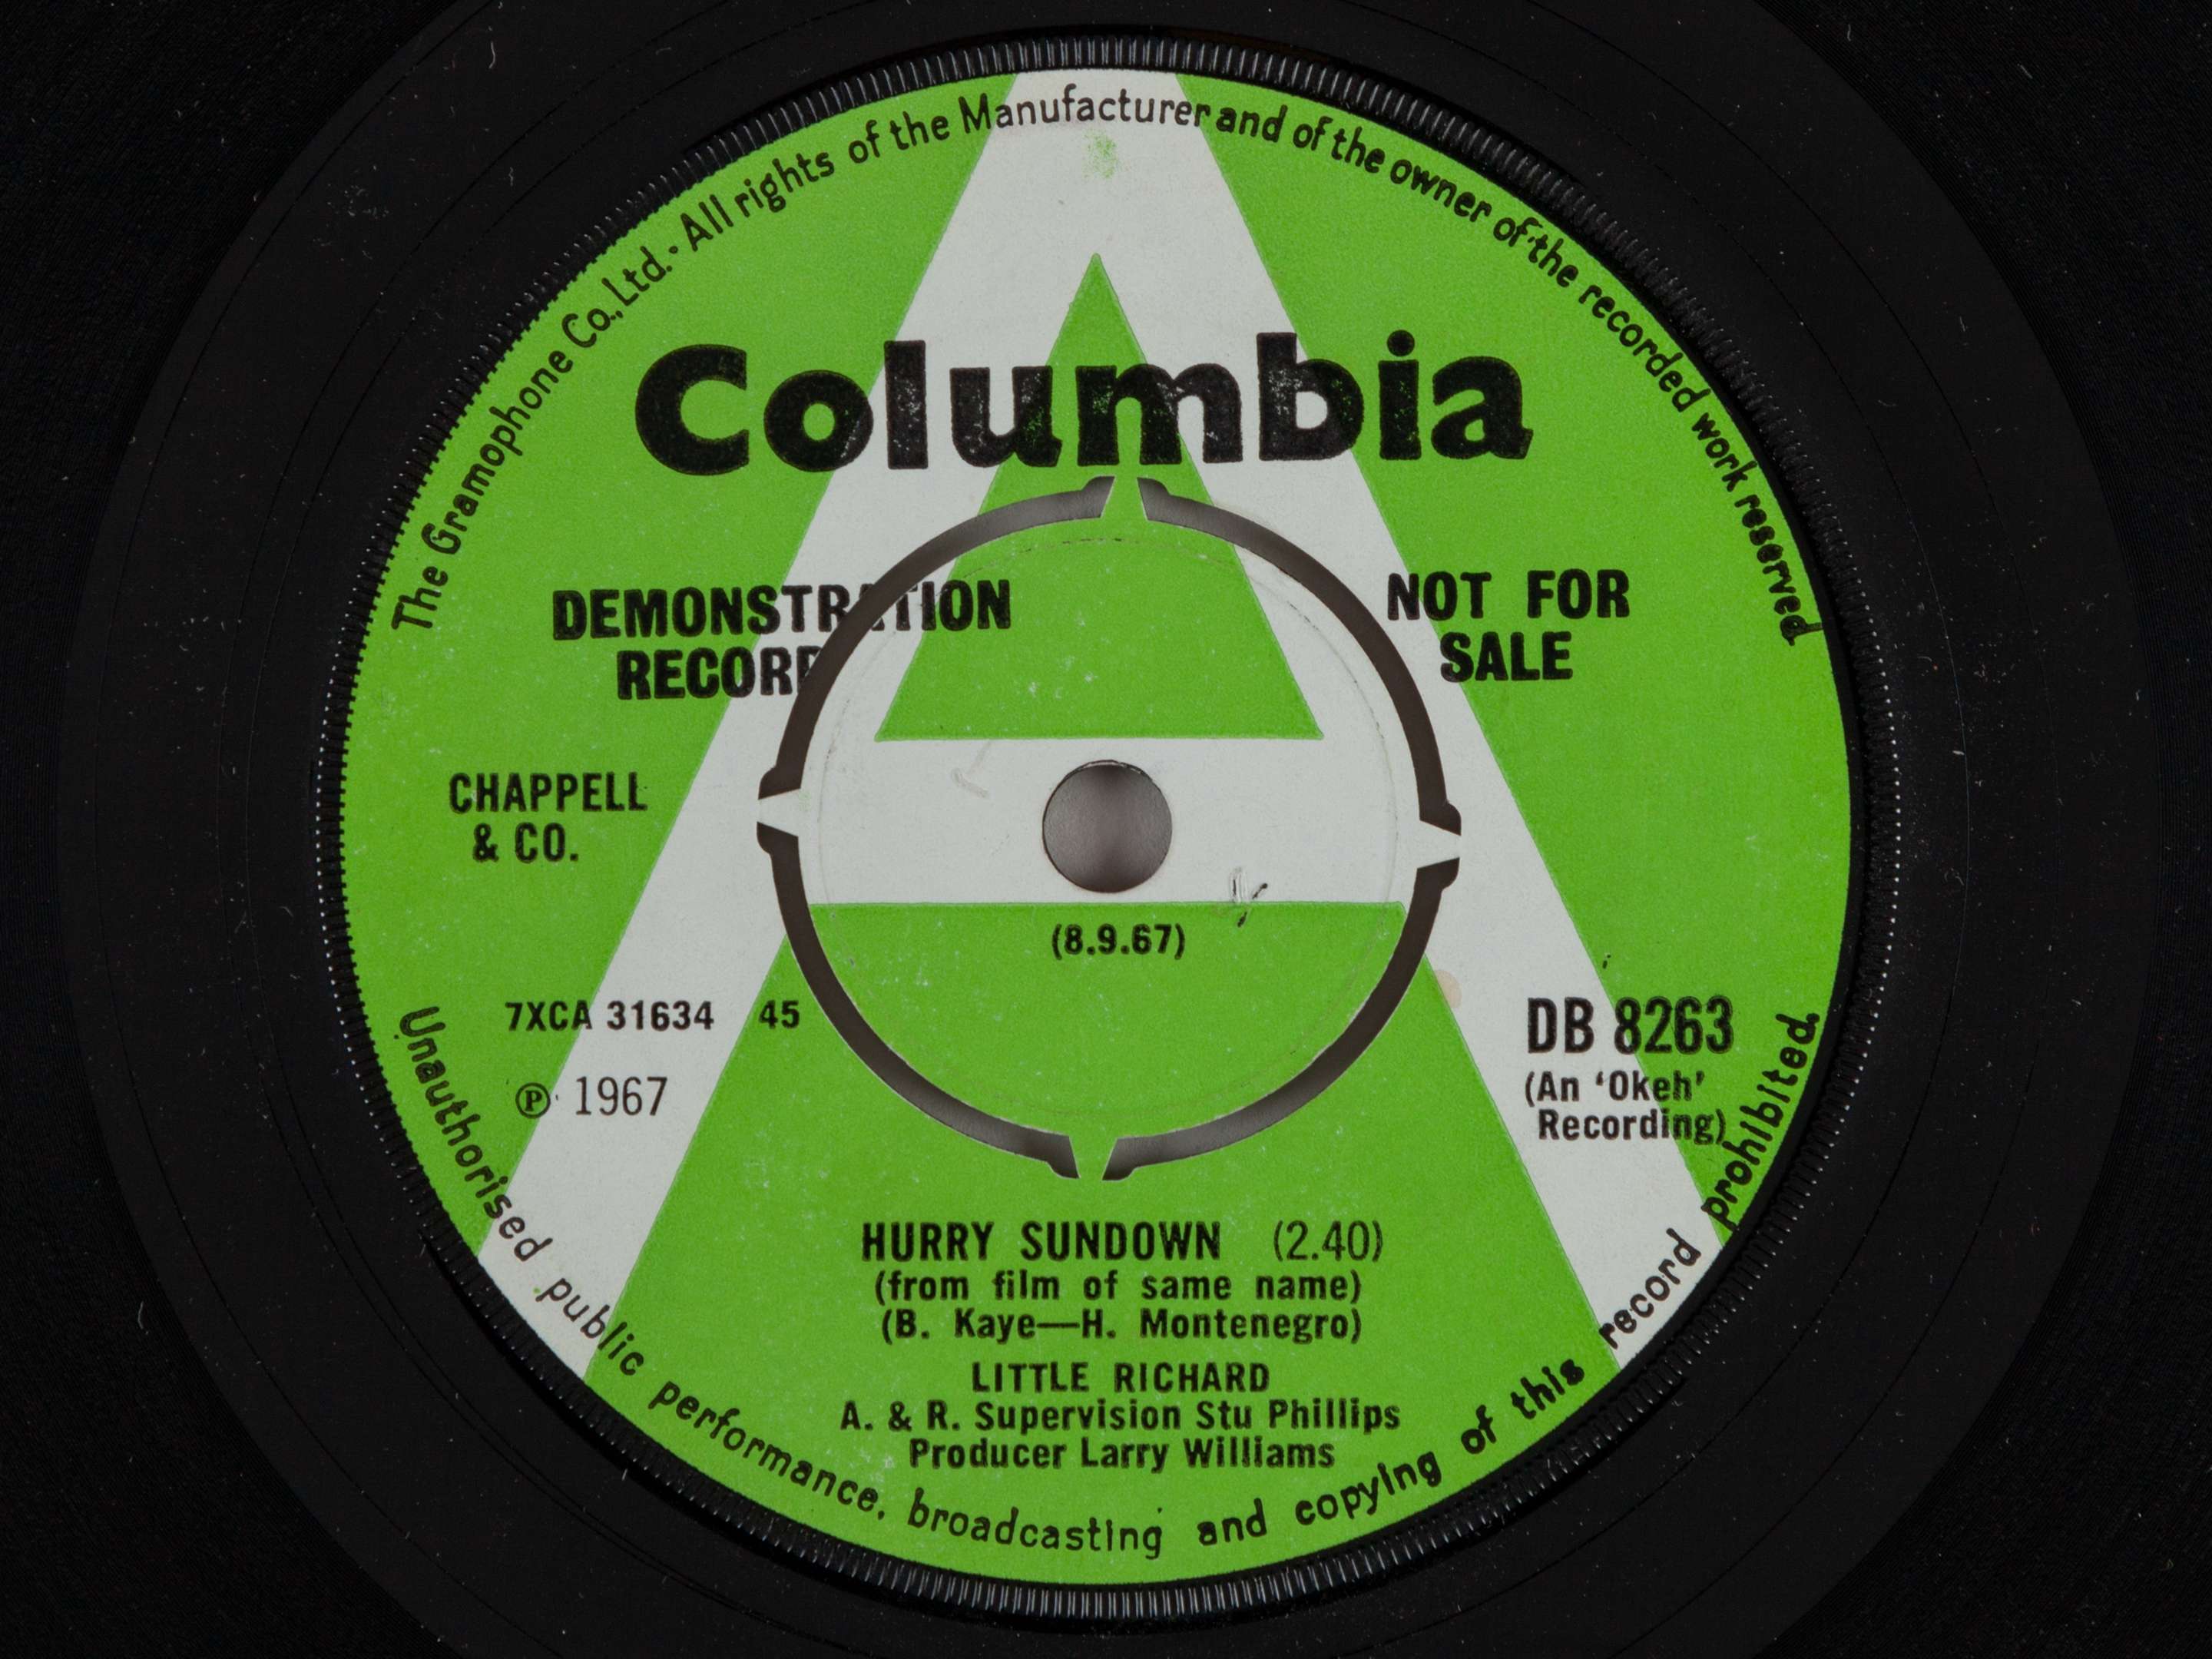 The Gramophone Co., Ltd. · All rights of the Manufacturer and of the owner of the recorded work reserved
Columbia
DEMONSTRATION
RECORD
NOT FOR
SALE
CHAPPELL
& CO.
(8.9.67)
7XCA 31634 45
℗ 1967
DB 8263
(An ‘Okeh’
Recording)
HURRY SUNDOWN (2.40)
(from film of same name)
(B. Kaye—H. Montenegro)
LITTLE RICHARD
A. & R. Supervision Stu Phillips
Producer Larry Williams
Unauthorised public performance, broadcasting and copying of this record prohibited.